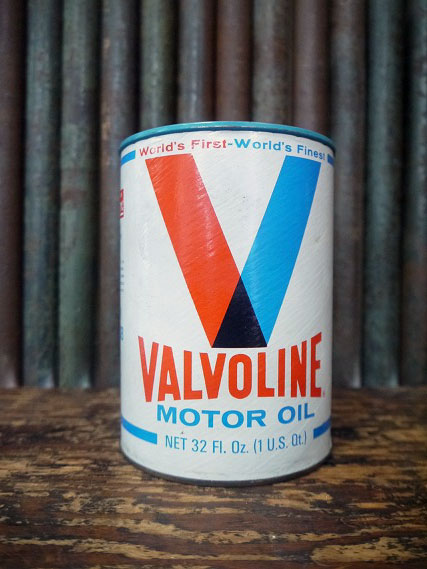 World's First-World's Finest
VALVOLINE
MOTOR OIL
NET 32 Fl. Oz. (1 U.S. Qt.)